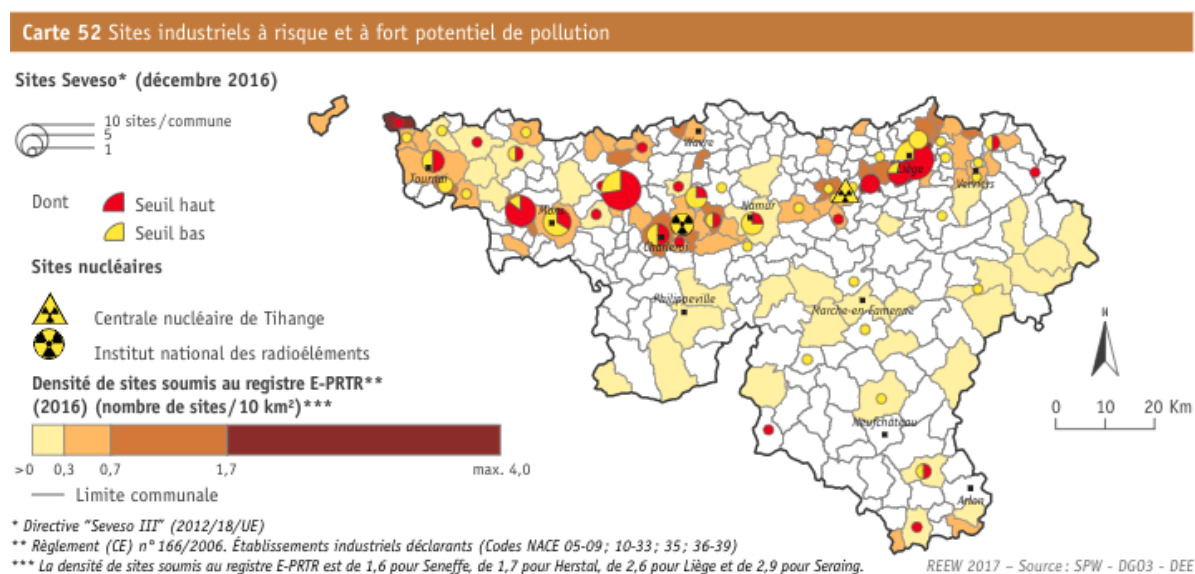 Carte 52 Sites industriels à risque et à fort potentiel de pollution
Sites Seveso* (décembre 2016)
10 sites/commune
5
1
Dont
Seuil haut
Seuil bas
Sites nucléaires
Centrale nucléaire de Tihange
Institut national des radioéléments
Densité de sites soumis au registre E-PRTR**
(2016) (nombre de sites/10 km²)***
>0 0,3 0,7 1,7 max. 4,0
Limite communale
Wavre
Tournai
Liège
Verviers
Mons
Namur
Charleroi
Philippeville
Marche-en-Famenne
Neufchâteau
Arlon
N
0 10 20 Km
* Directive "Seveso III" (2012/18/UE)
** Règlement (CE) n° 166/2006. Établissements industriels déclarants (Codes NACE 05-09; 10-33; 35; 36-39)
*** La densité de sites soumis au registre E-PRTR est de 1,6 pour Seneffe, de 1,7 pour Herstal, de 2,6 pour Liège et de 2,9 pour Seraing.
REEW 2017 – Source: SPW - DGO3 - DEE